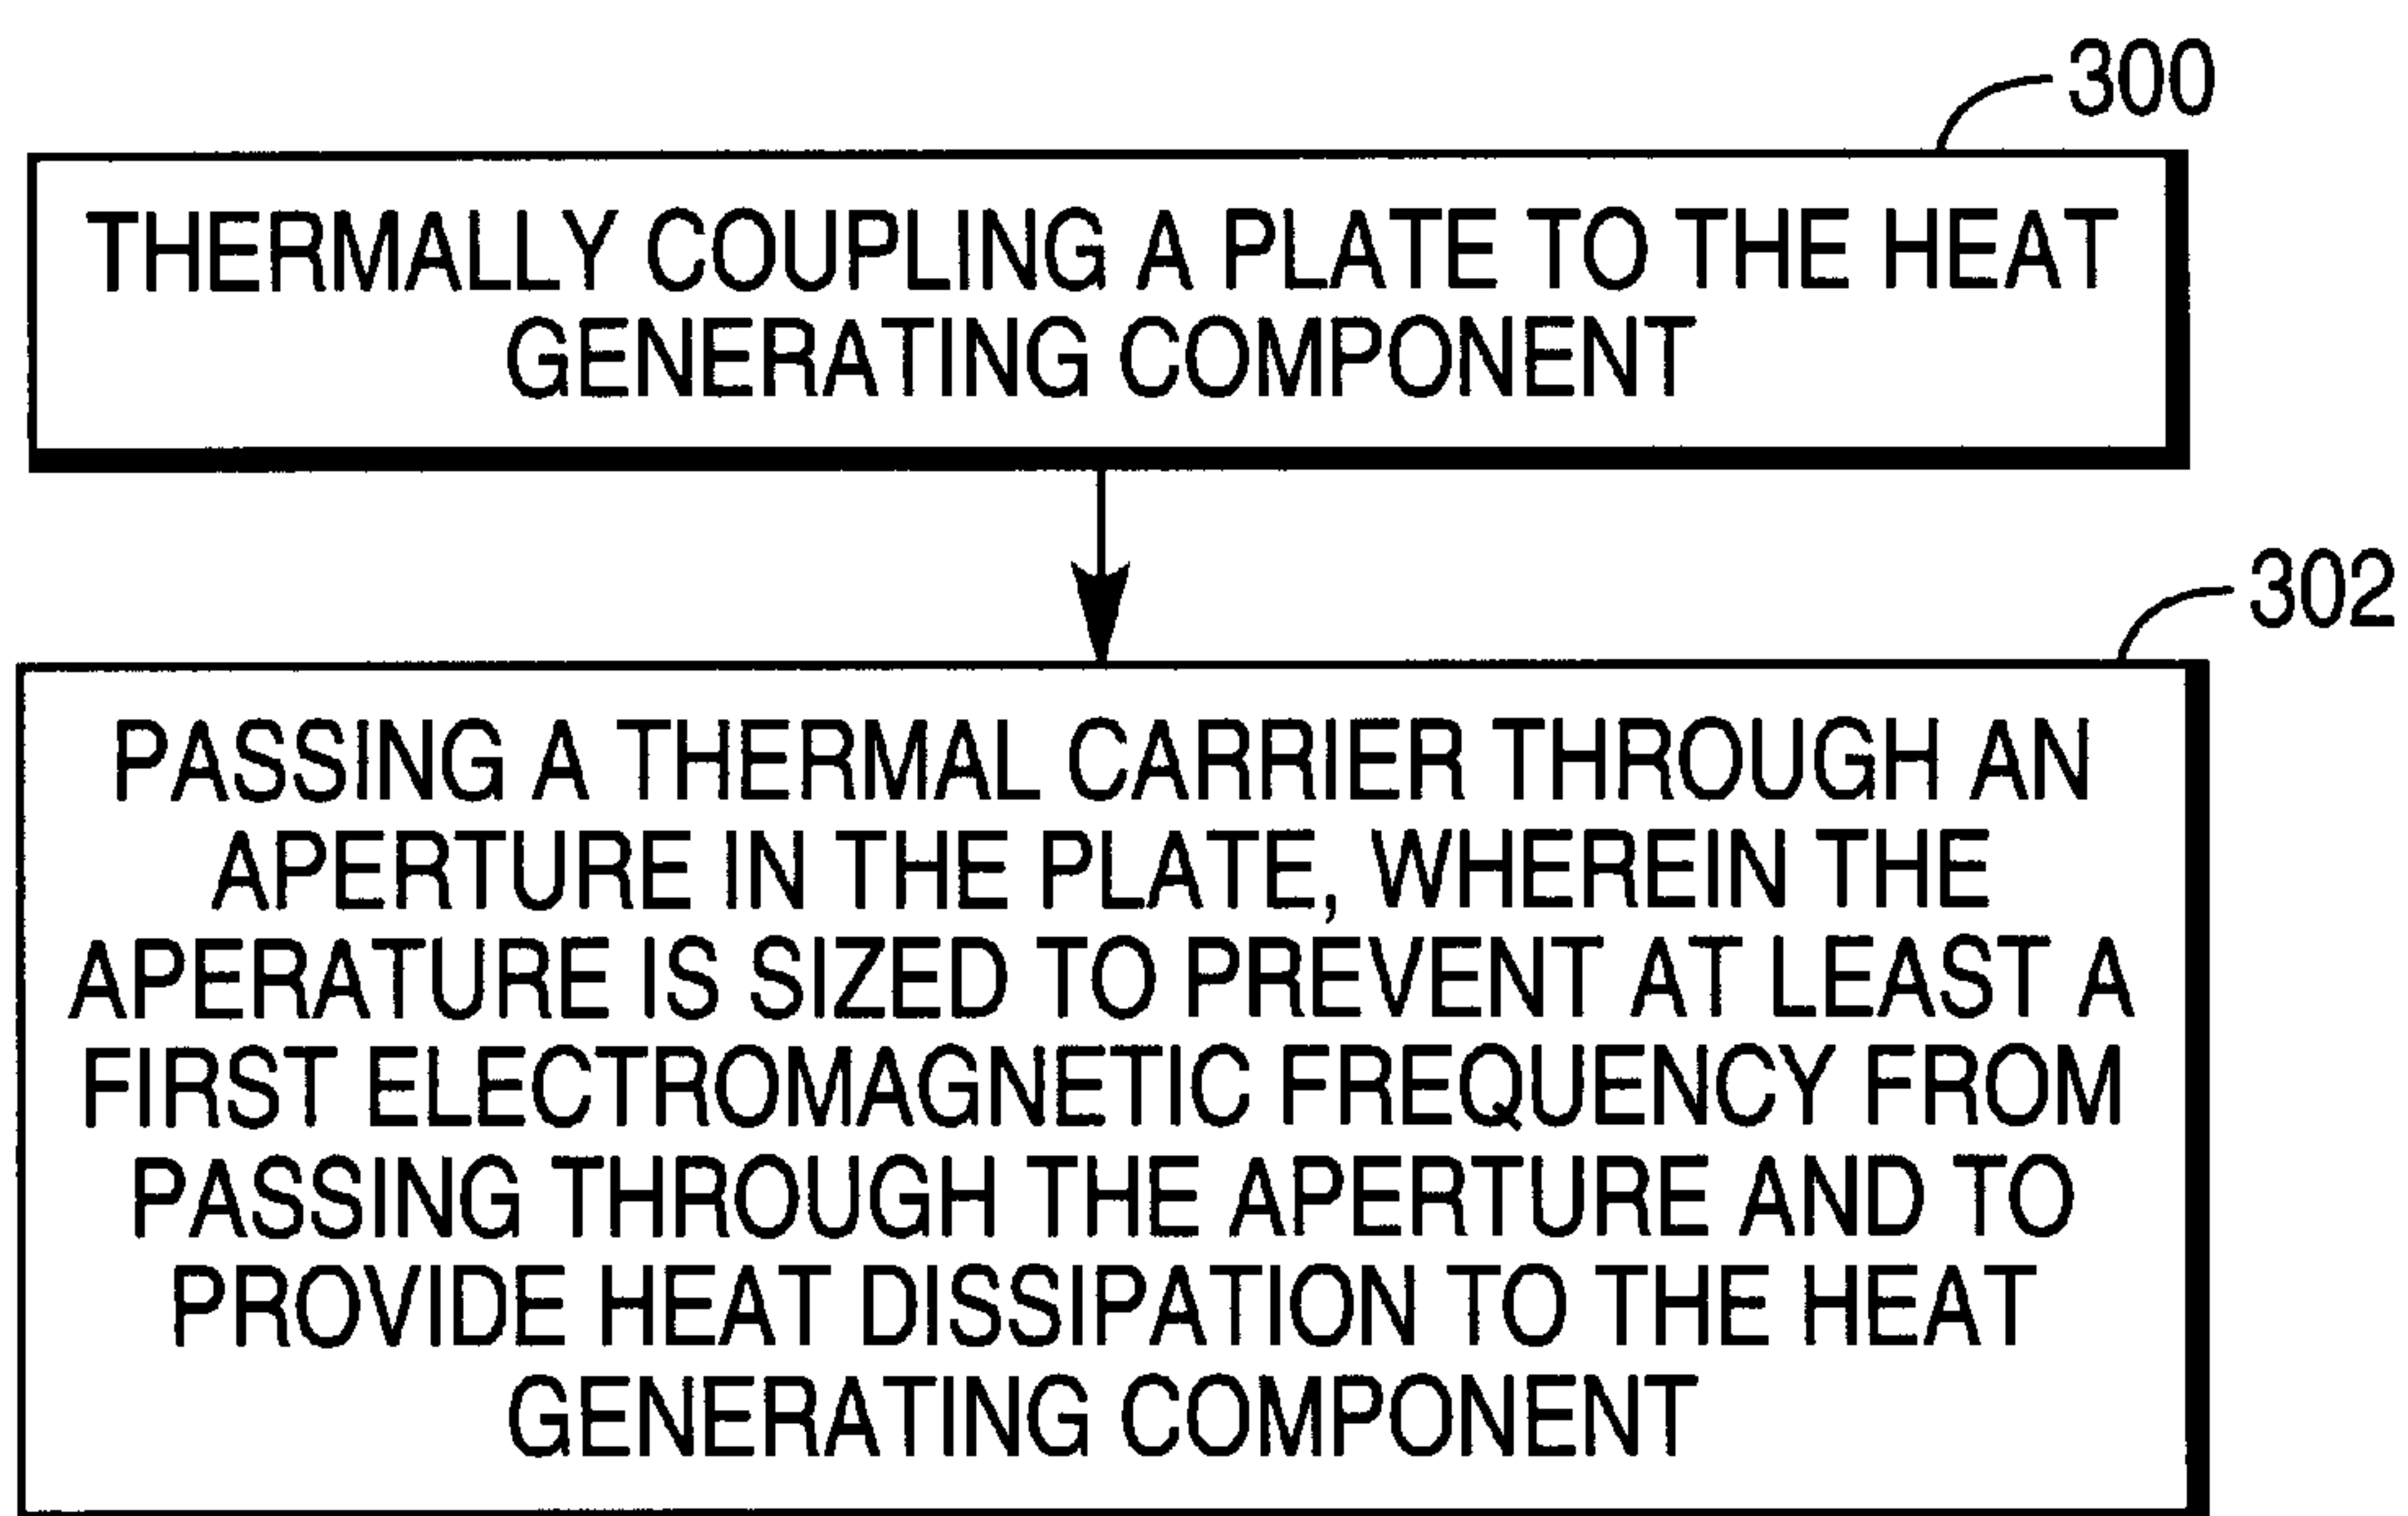 300
THERMALLY COUPLING A PLATE TO THE HEAT
GENERATING COMPONENT
302
PASSING A THERMAL CARRIER THROUGH AN
APERTURE IN THE PLATE, WHEREIN THE
APERATURE IS SIZED TO PREVENT AT LEAST A
FIRST ELECTROMAGNETIC FREQUENCY FROM
PASSING THROUGH THE APERTURE AND TO
PROVIDE HEAT DISSIPATION TO THE HEAT
GENERATING COMPONENT